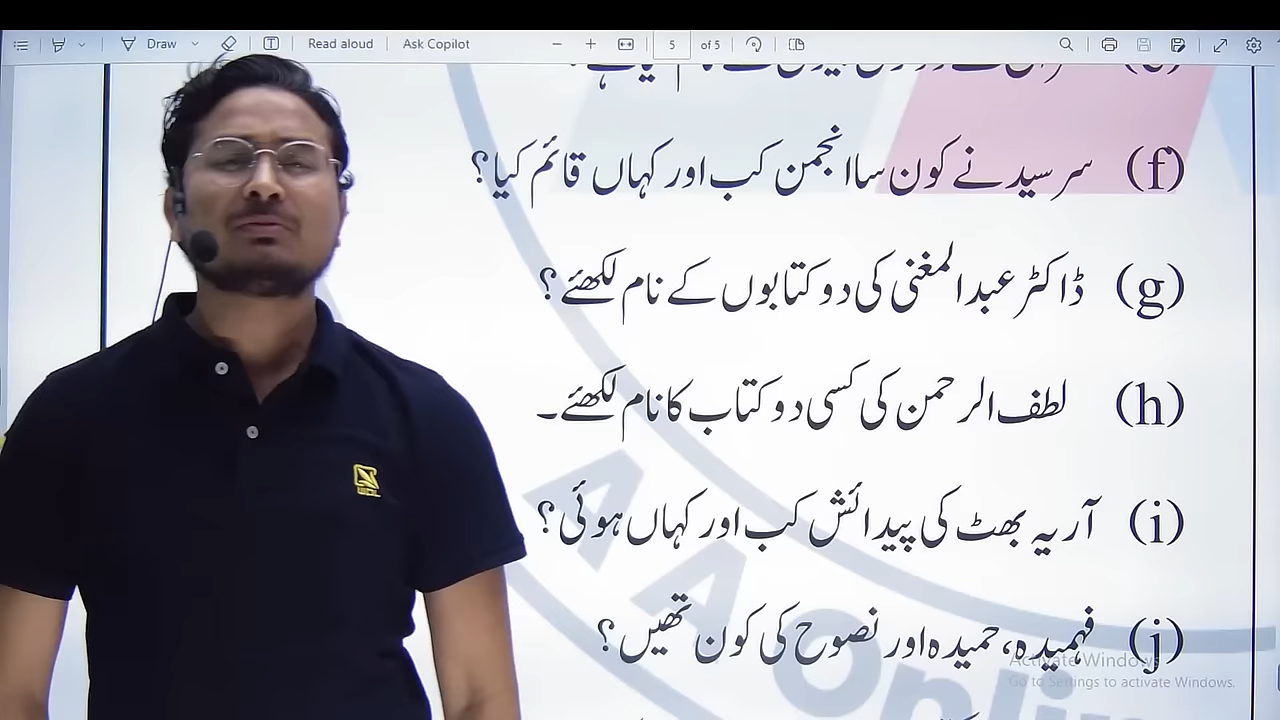 Draw
Read aloud
Ask Copilot
5
of 5
(f) سر سید نے کون سا انجمن کب اور کہاں قائم کیا؟
(g) ڈاکٹر عبدالمغنی کی دو کتابوں کے نام لکھئے؟
(h) لطف الرحمن کی کسی دو کتاب کا نام لکھئے۔
(i) آریہ بھٹ کی پیدائش کب اور کہاں ہوئی؟
(j) فہمیدہ، حمیدہ اور نصوح کی کون تھیں؟
Activate Windows
Go to Settings to activate Windows.
AAOnlin